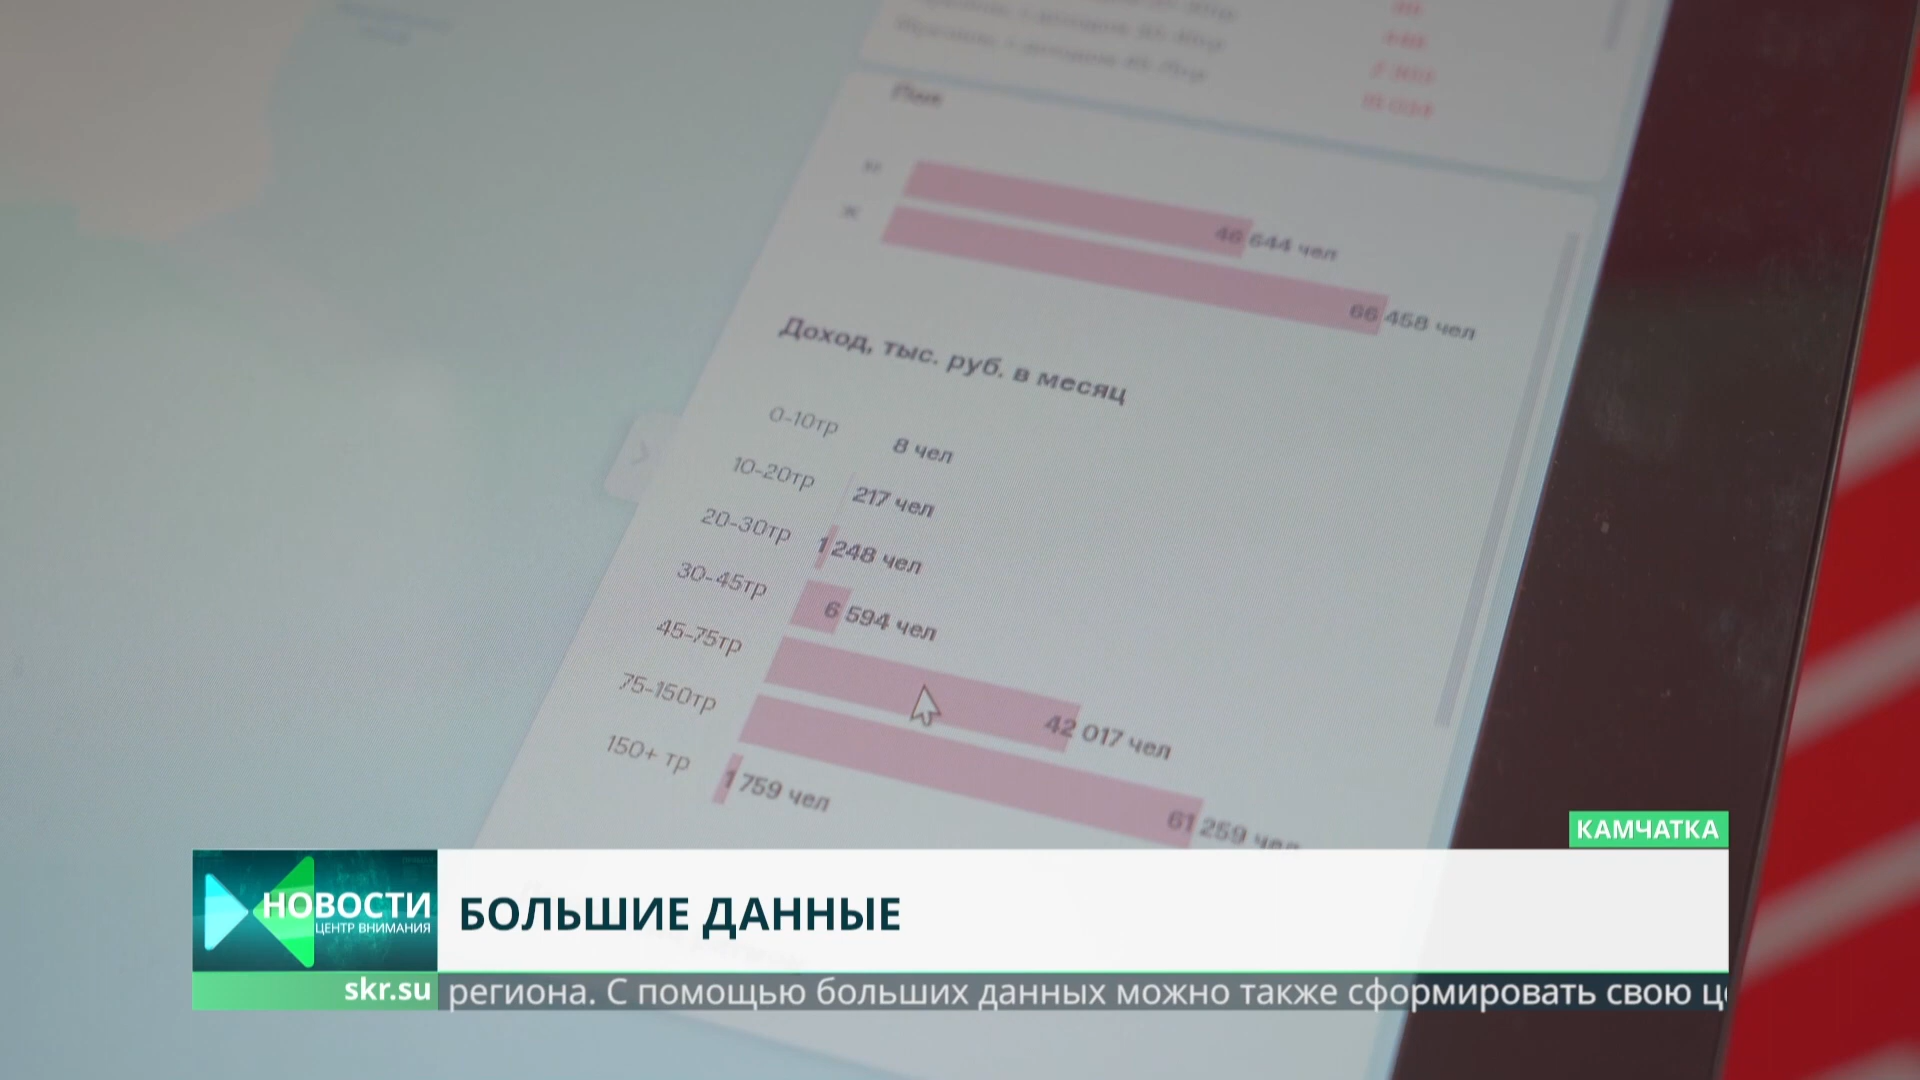 Пол
М
46 644 чел
Ж
66 458 чел
Доход, тыс. руб. в месяц
0-10тр
8 чел
10-20тр
217 чел
20-30тр
1 248 чел
30-45тр
6 594 чел
45-75тр
42 017 чел
75-150тр
61 259 чел
150+ тр
1 759 чел
КАМЧАТКА
НОВОСТИ
ЦЕНТР ВНИМАНИЯ
БОЛЬШИЕ ДАННЫЕ
skr.su
региона. С помощью больших данных можно также сформировать свою